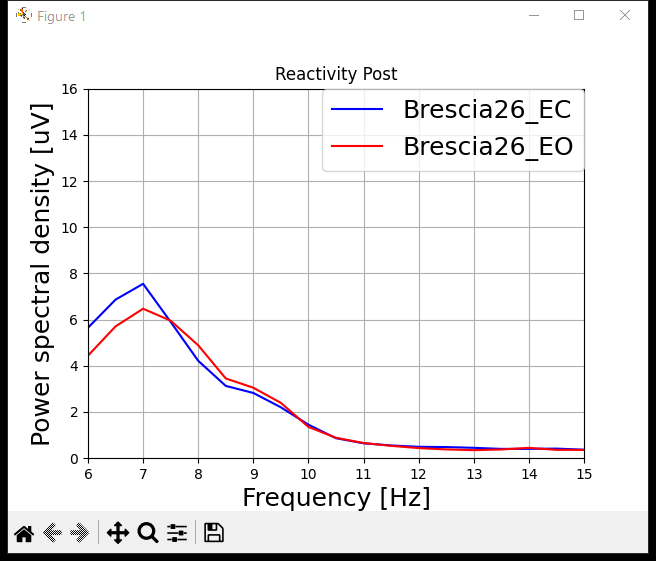 Figure 1
Reactivity Post
Brescia26_EC
Brescia26_EO
Power spectral density [uV]
16
14
12
10
8
6
4
2
0
6 7 8 9 10 11 12 13 14 15
Frequency [Hz]